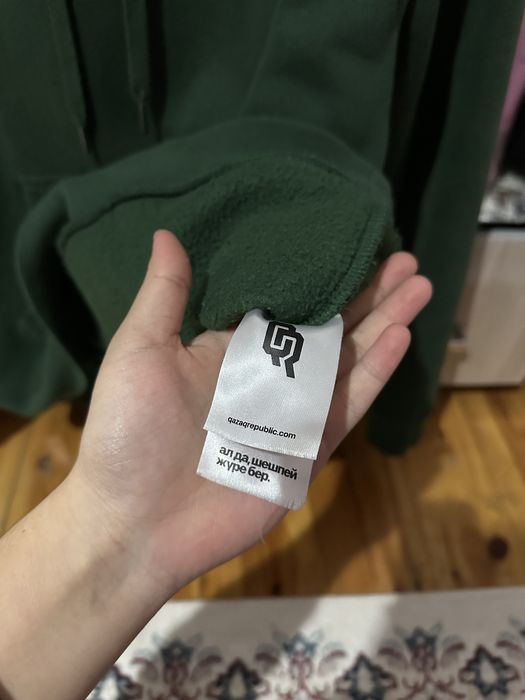 QR
qazaqrepublic.com
ал да, шешпей
жүре бер.